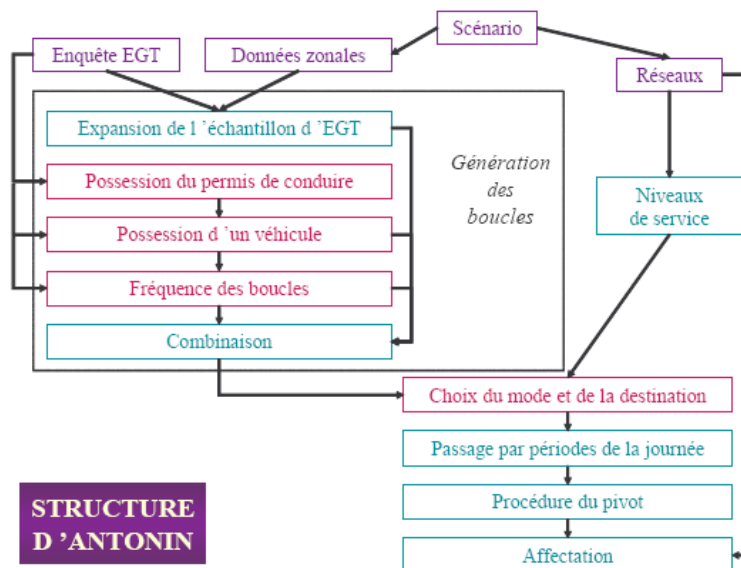 Scénario
Enquête EGT
Données zonales
Réseaux
Expansion de l ’échantillon d ’EGT
Génération
des
boucles
Possession du permis de conduire
Niveaux
de service
Possession d ’un véhicule
Fréquence des boucles
Combinaison
Choix du mode et de la destination
Passage par périodes de la journée
Procédure du pivot
Affectation
STRUCTURE
D ’ANTONIN